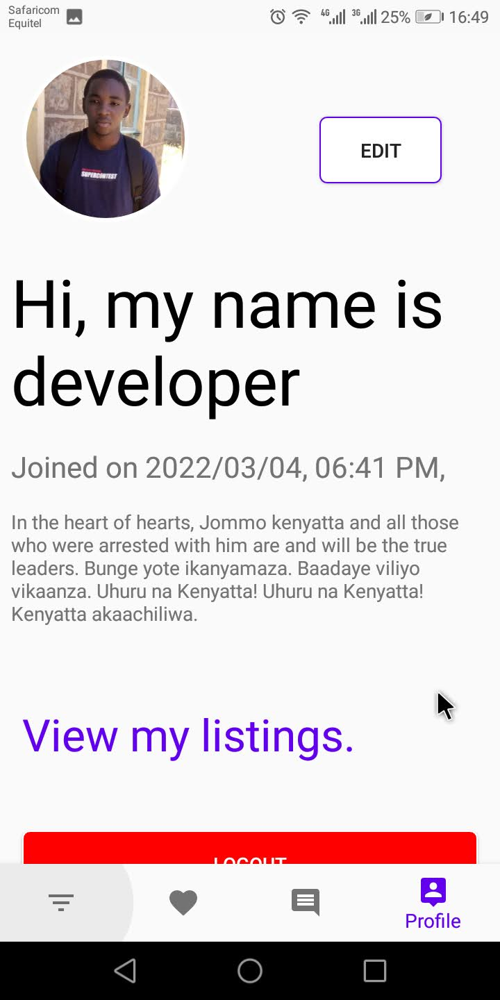 Safaricom
Equitel
4G
3G
25%
16:49
SUPERCONTEST
EDIT
Hi, my name is
developer
Joined on 2022/03/04, 06:41 PM,
In the heart of hearts, Jommo kenyatta and all those
who were arrested with him are and will be the true
leaders. Bunge yote ikanyamaza. Baadaye viliyo
vikaanza. Uhuru na Kenyatta! Uhuru na Kenyatta!
Kenyatta akaachiliwa.
View my listings.
LOGOUT
Profile